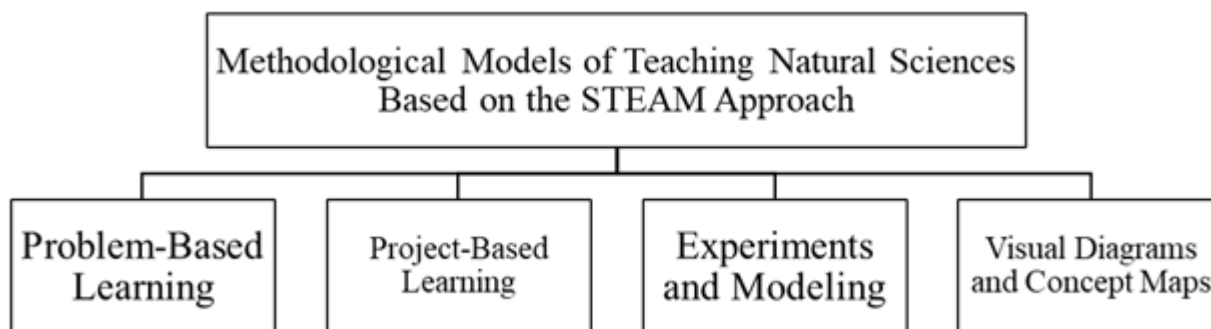 Methodological Models of Teaching Natural Sciences
Based on the STEAM Approach
Problem-Based
Learning
Project-Based
Learning
Experiments
and Modeling
Visual Diagrams
and Concept Maps